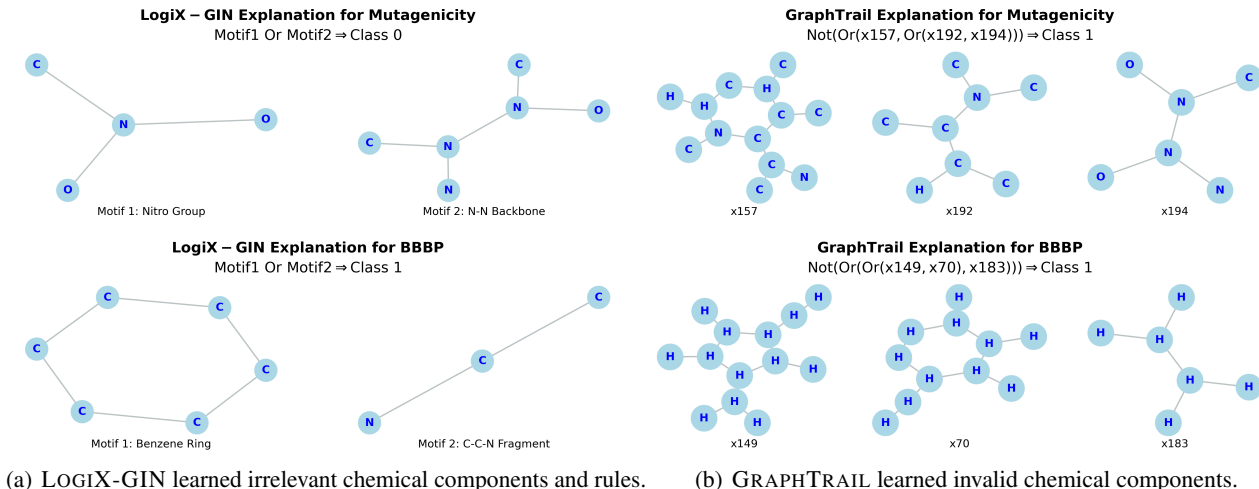 LogiX – GIN Explanation for Mutagenicity
Motif1 Or Motif2 ⇒ Class 0
C
N
O
O
Motif 1: Nitro Group
C
N
O
C
N
N
Motif 2: N-N Backbone
GraphTrail Explanation for Mutagenicity
Not(Or(x157, Or(x192, x194))) ⇒ Class 1
C
C
H
H
H
C
C
N
C
C
C
N
C
x157
C
C
N
C
C
C
C
H
x192
O
C
N
N
O
N
x194
LogiX – GIN Explanation for BBBP
Motif1 Or Motif2 ⇒ Class 1
C
C
C
C
C
C
Motif 1: Benzene Ring
C
C
N
Motif 2: C-C-N Fragment
GraphTrail Explanation for BBBP
Not(Or(Or(x149, x70), x183))) ⇒ Class 1
H
H
H
H
H
H
H
H
H
H
H
H
H
x149
H
H
H
H
H
H
H
H
H
H
H
x70
H
H
H
H
H
H
x183
(a) LOGIX-GIN learned irrelevant chemical components and rules.
(b) GRAPHTRAIL learned invalid chemical components.